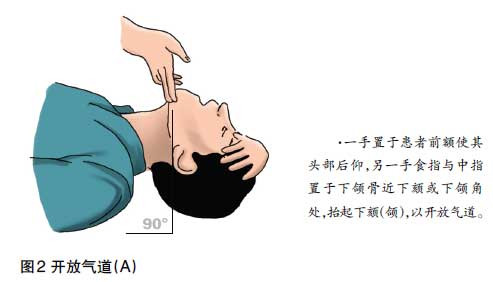 ·一手置于患者前额使其
头部后仰,另一手食指与中指
置于下颌骨近下颏或下颌角
处,抬起下颏(颌),以开放气道。
90°
图2 开放气道(A)